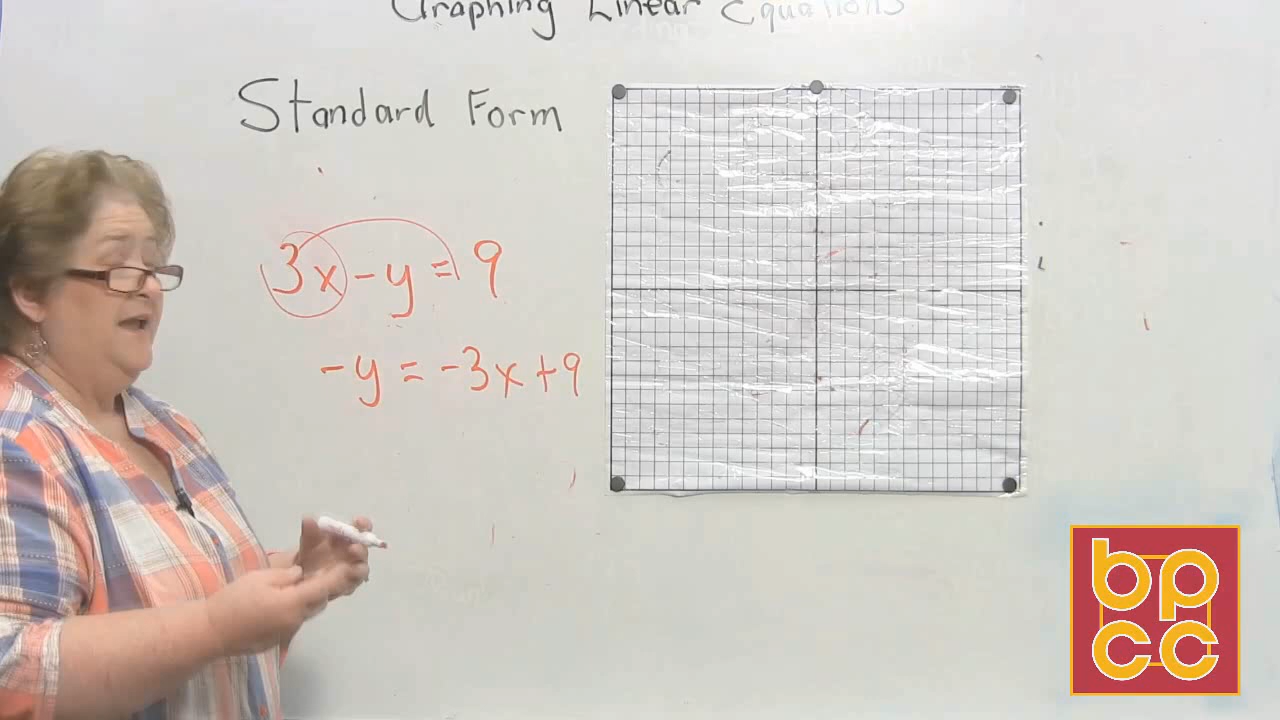 Graphing Linear Equations
Standard Form
3x - y = 9
-y = -3x + 9
bp
cc